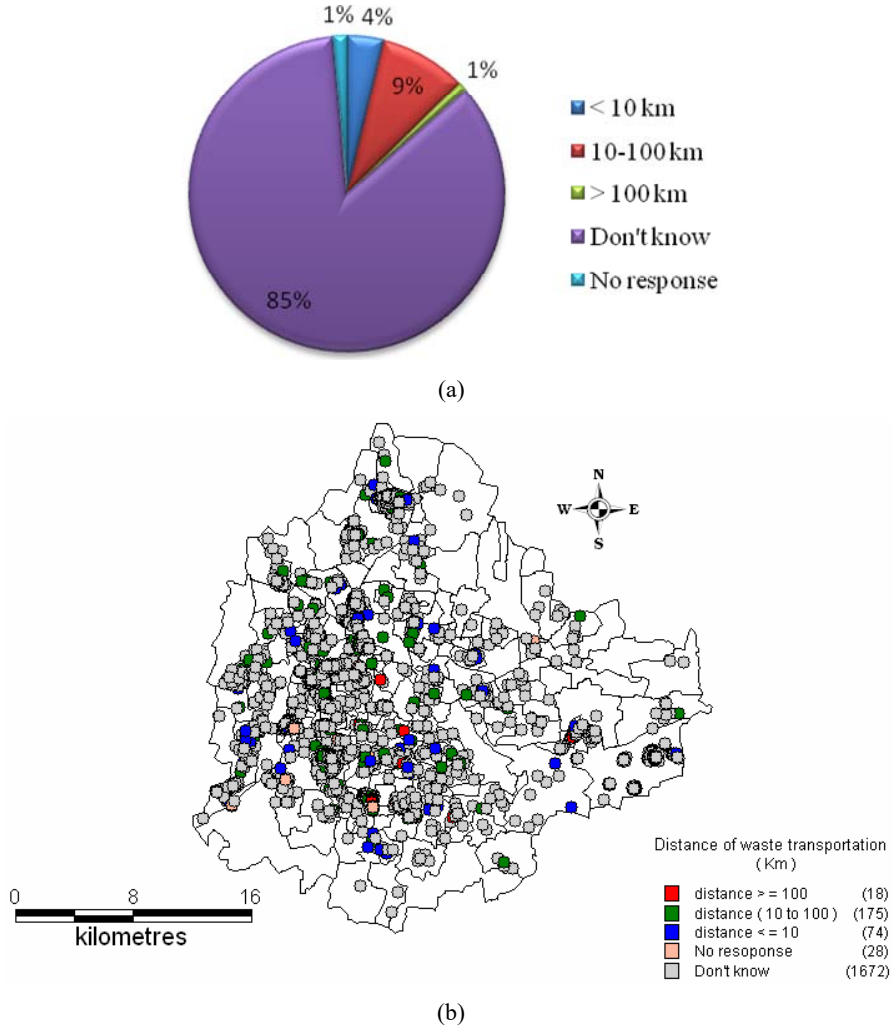 1% 4%
9%
1%
85%
< 10 km
10-100 km
> 100 km
Don't know
No response
(a)
N
W E
S
0 8 16
kilometres
Distance of waste transportation
( Km )
distance > = 100 (18)
distance ( 10 to 100 ) (175)
distance < = 10 (74)
No resoponse (28)
Don't know (1672)
(b)